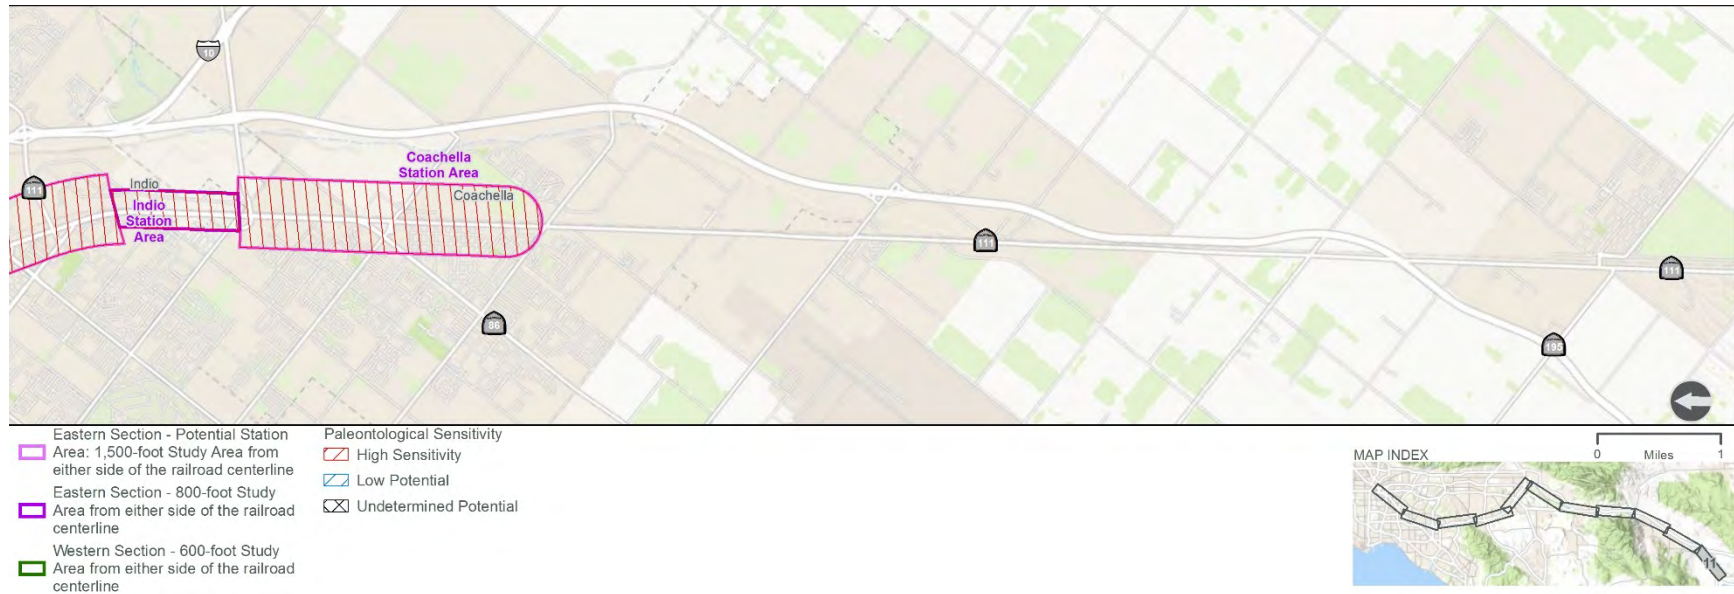 10
Coachella
Station Area
111
Indio
Coachella
Indio
Station
Area
111
111
86
195
Eastern Section - Potential Station
Area: 1,500-foot Study Area from
either side of the railroad centerline
Eastern Section - 800-foot Study
Area from either side of the railroad
centerline
Western Section - 600-foot Study
Area from either side of the railroad
centerline
Paleontological Sensitivity
High Sensitivity
Low Potential
Undetermined Potential
MAP INDEX
0 Miles 1
11